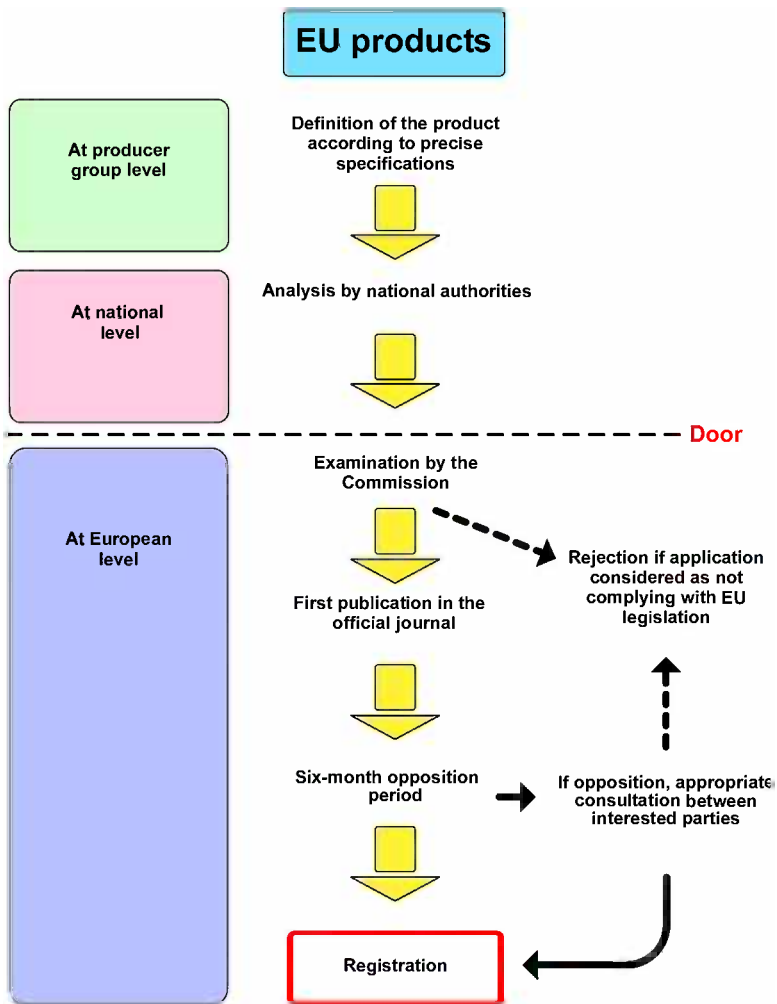 EU products
At producer
group level
Definition of the product
according to precise
specifications
At national
level
Analysis by national authorities
Door
At European
level
Examination by the
Commission
Rejection if application
considered as not
complying with EU
legislation
First publication in the
official journal
Six-month opposition
period
If opposition, appropriate
consultation between
interested parties
Registration